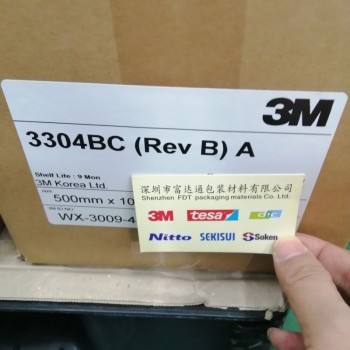 3M
3304BC (Rev B) A
Shelf Life : 9 Mon
3M Korea Ltd.
500mm x 10
WX-3009-4
深圳市富达通包装材料有限公司
Shenzhen FDT packaging materials Co. Ltd.
3M tesa d&c
Nitto SEKISUI Soken